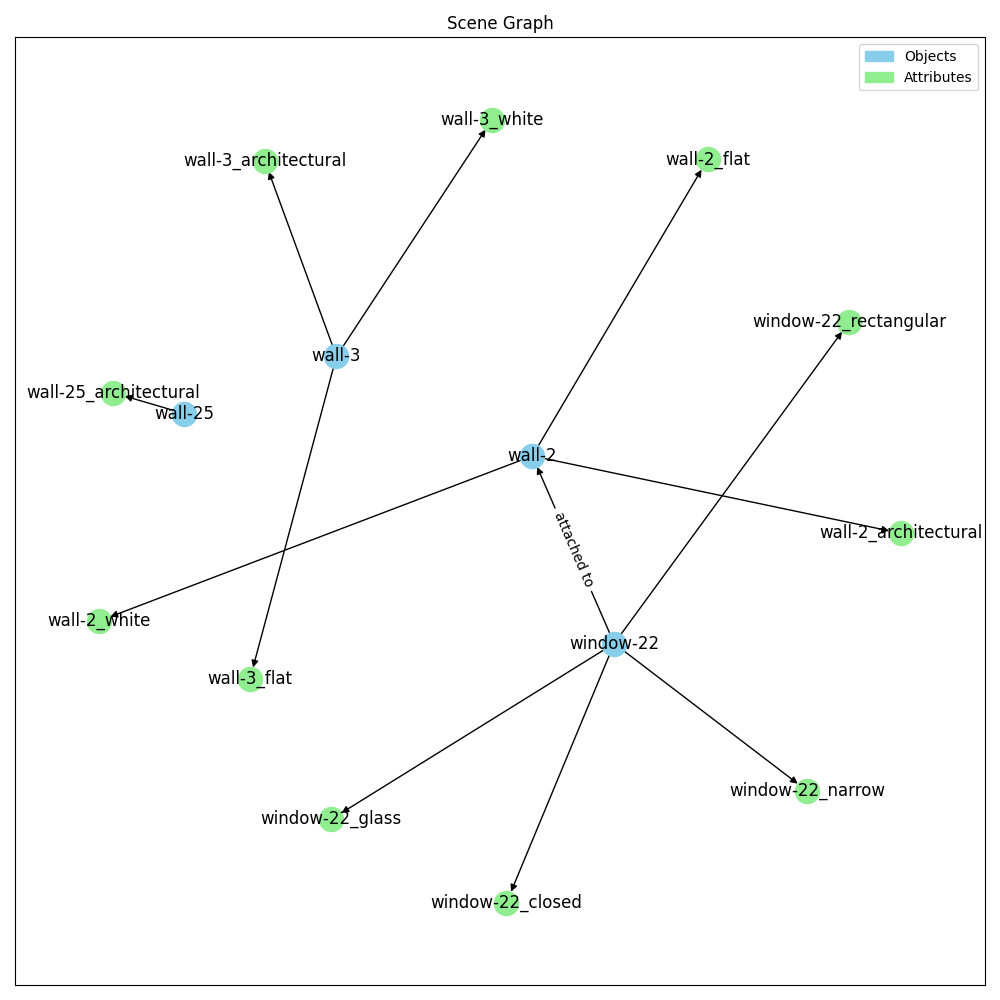 Scene Graph
Objects
Attributes
wall-3_white
wall-3_architectural
wall-2_flat
window-22_rectangular
wall-3
wall-25_architectural
wall-25
wall-2
wall-2_architectural
attached to
wall-2_white
window-22
wall-3_flat
window-22_narrow
window-22_glass
window-22_closed